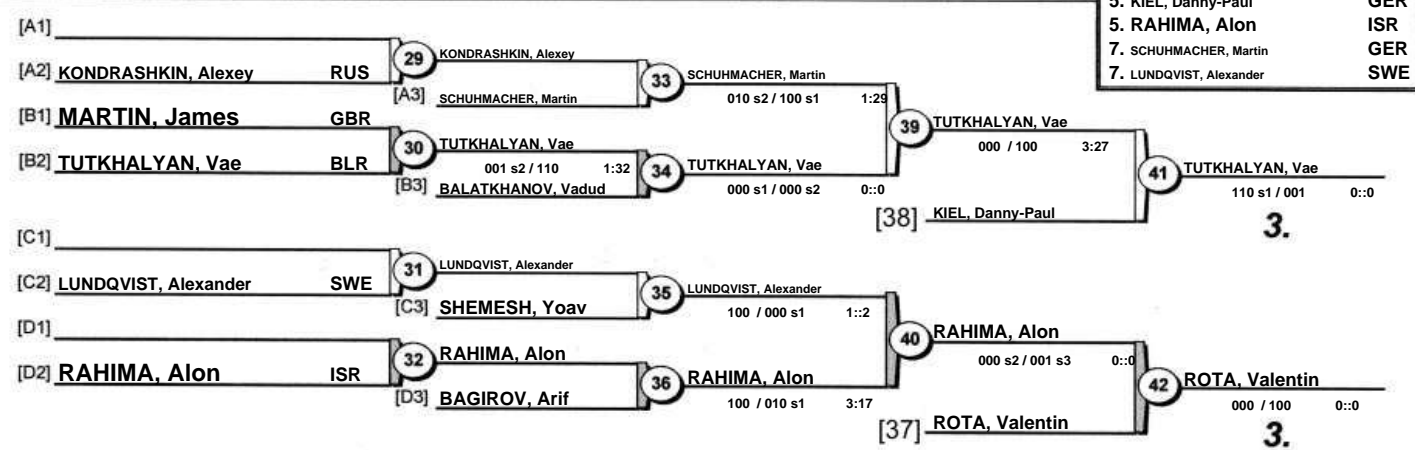 5. KIEL, Danny-Paul GER
5. RAHIMA, Alon ISR
7. SCHUHMACHER, Martin GER
7. LUNDQVIST, Alexander SWE
[A1]
[A2] KONDRASHKIN, Alexey RUS
29
KONDRASHKIN, Alexey
[A3] SCHUHMACHER, Martin
33
SCHUHMACHER, Martin
010 s2 / 100 s1 1:29
[B1] MARTIN, James GBR
[B2] TUTKHALYAN, Vae BLR
30
TUTKHALYAN, Vae
001 s2 / 110 1:32
[B3] BALATKHANOV, Vadud
34
TUTKHALYAN, Vae
000 s1 / 000 s2 0::0
39
TUTKHALYAN, Vae
000 / 100 3:27
[38] KIEL, Danny-Paul
41
TUTKHALYAN, Vae
110 s1 / 001 0::0
3.
[C1]
[C2] LUNDQVIST, Alexander SWE
31
LUNDQVIST, Alexander
[C3] SHEMESH, Yoav
35
LUNDQVIST, Alexander
100 / 000 s1 1::2
[D1]
[D2] RAHIMA, Alon ISR
32
RAHIMA, Alon
[D3] BAGIROV, Arif
36
RAHIMA, Alon
100 / 010 s1 3:17
40
RAHIMA, Alon
000 s2 / 001 s3 0::0
[37] ROTA, Valentin
42
ROTA, Valentin
000 / 100 0::0
3.